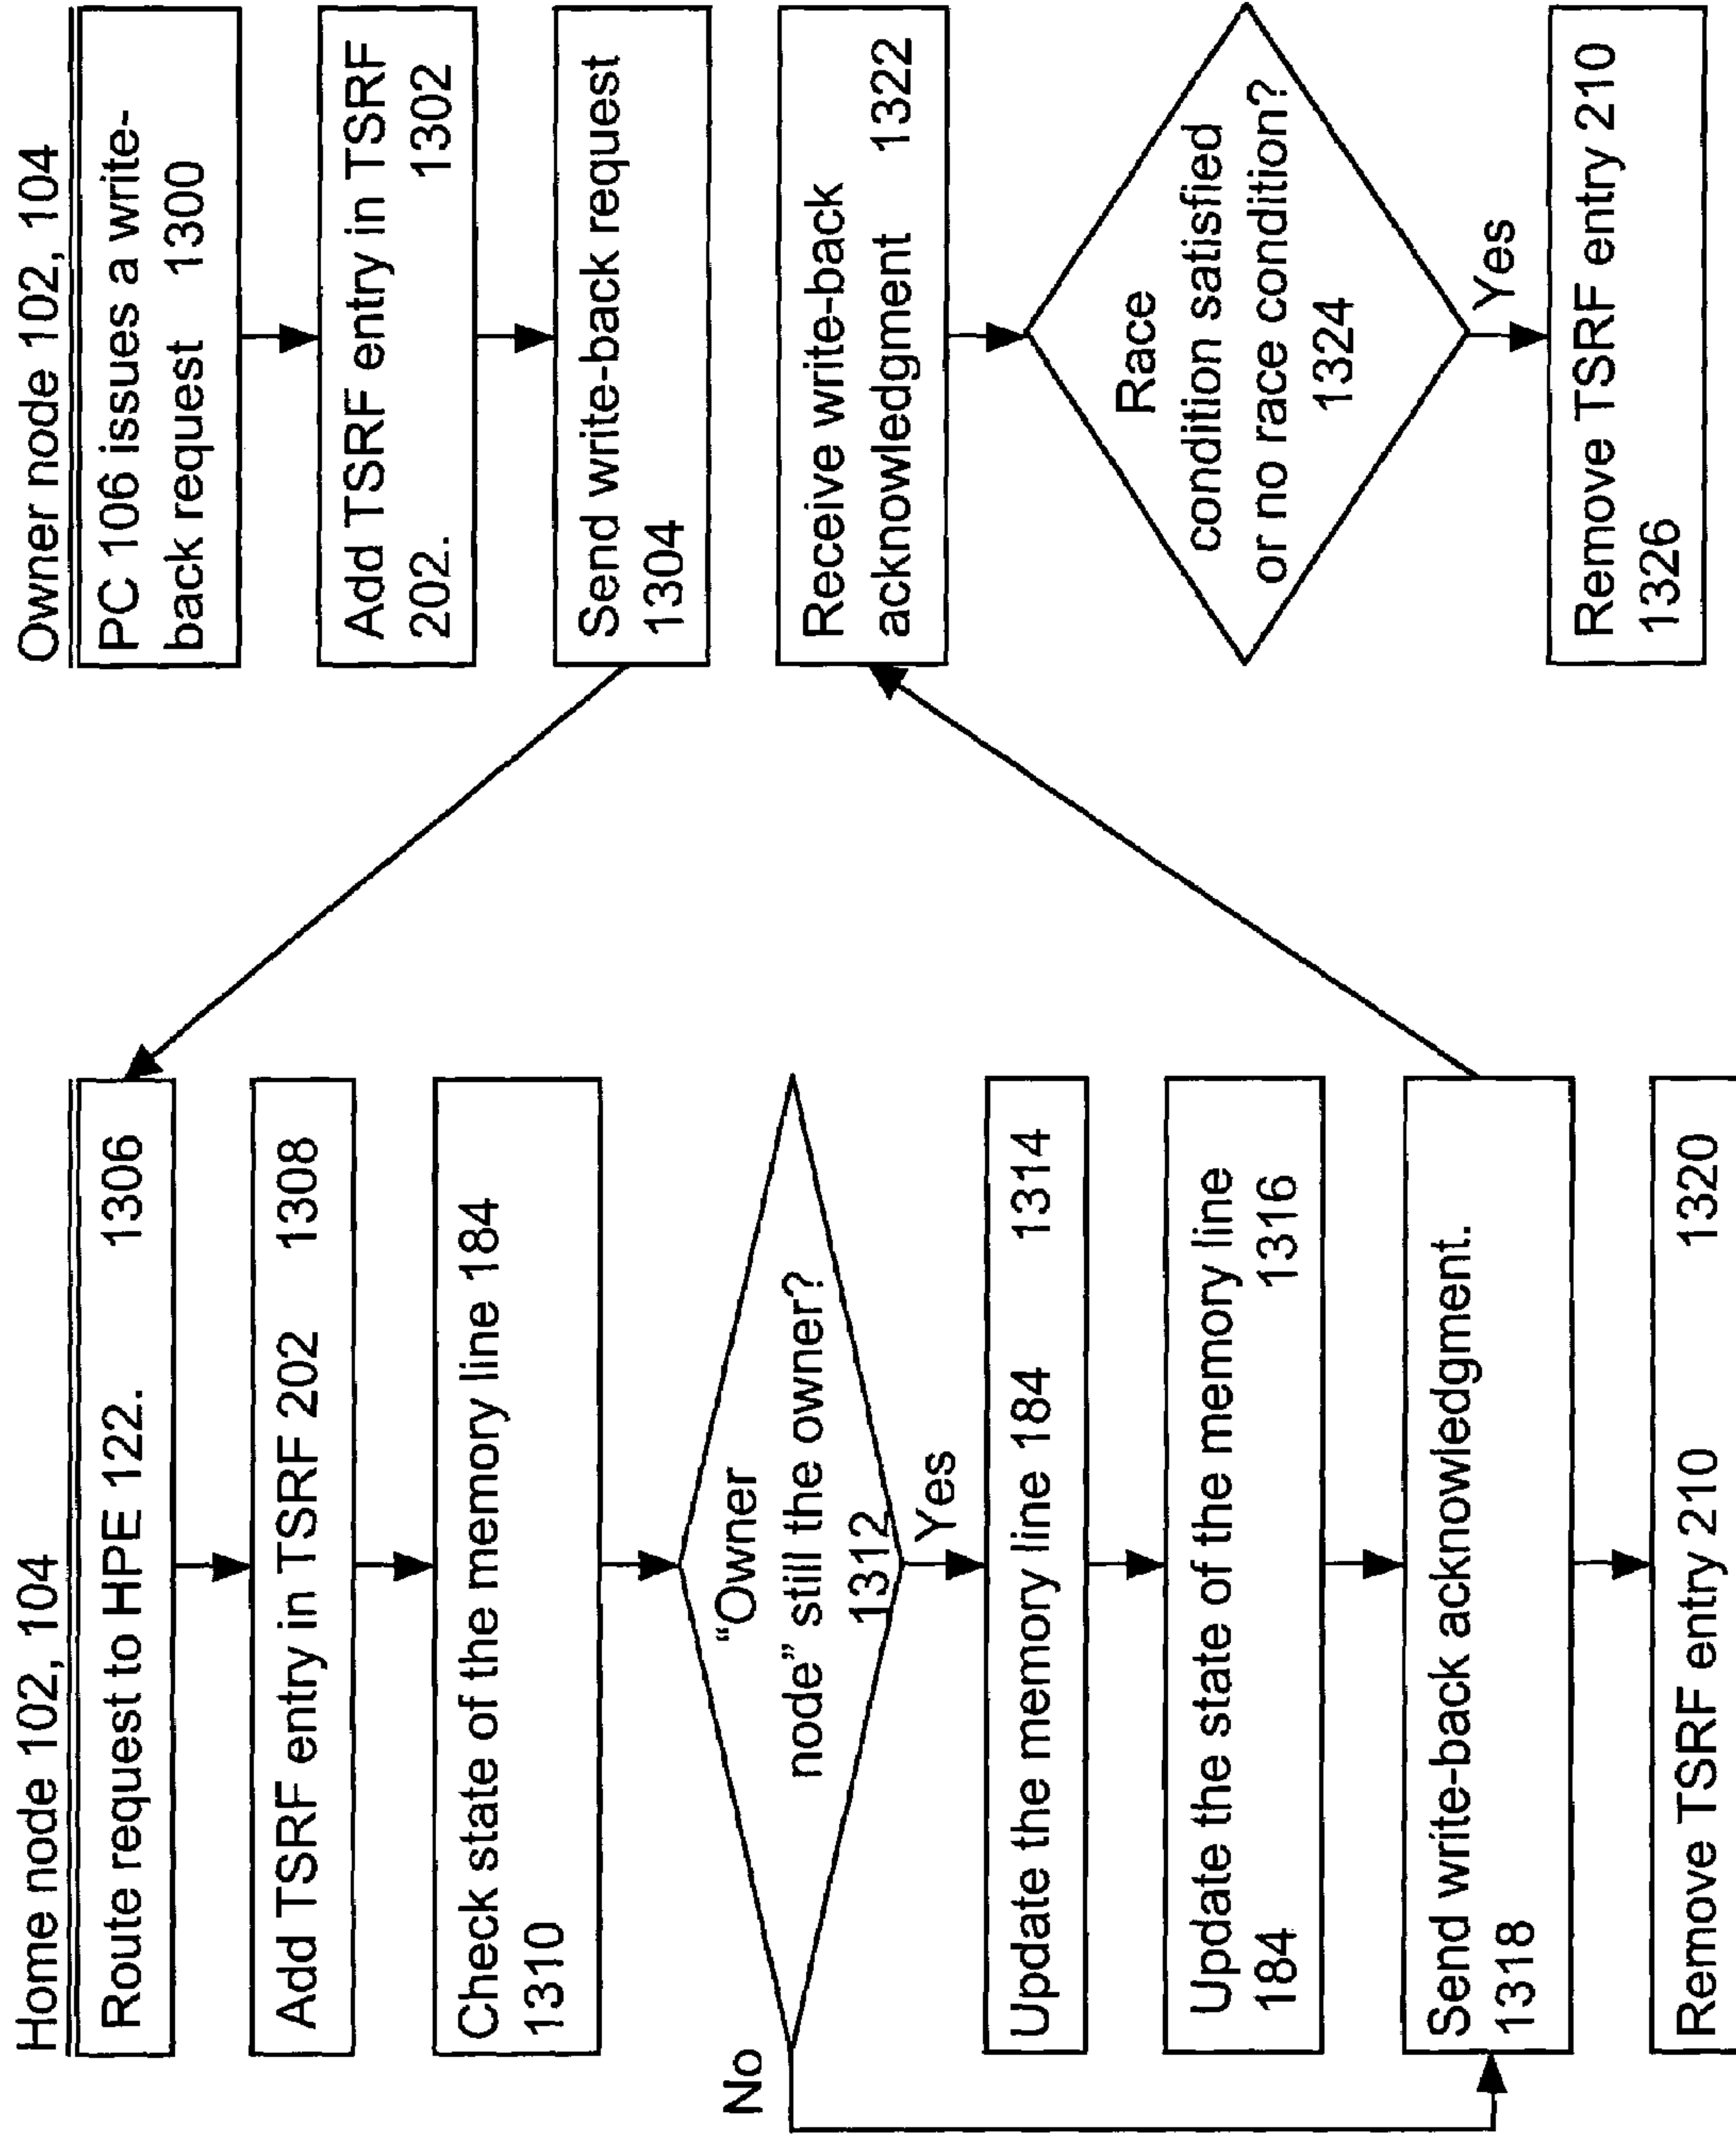 Home node 102, 104
Route request to HPE 122. 1306
Add TSRF entry in TSRF 202 1308
Check state of the memory line 184
1310
“Owner
node” still the owner?
1312
No
Yes
Update the memory line 184 1314
Update the state of the memory line
184 1316
Send write-back acknowledgment.
1318
Remove TSRF entry 210 1320
Owner node 102, 104
PC 106 issues a write-
back request 1300
Add TSRF entry in TSRF
202. 1302
Send write-back request
1304
Receive write-back
acknowledgment 1322
Race
condition satisfied
or no race condition?
1324
Yes
Remove TSRF entry 210
1326